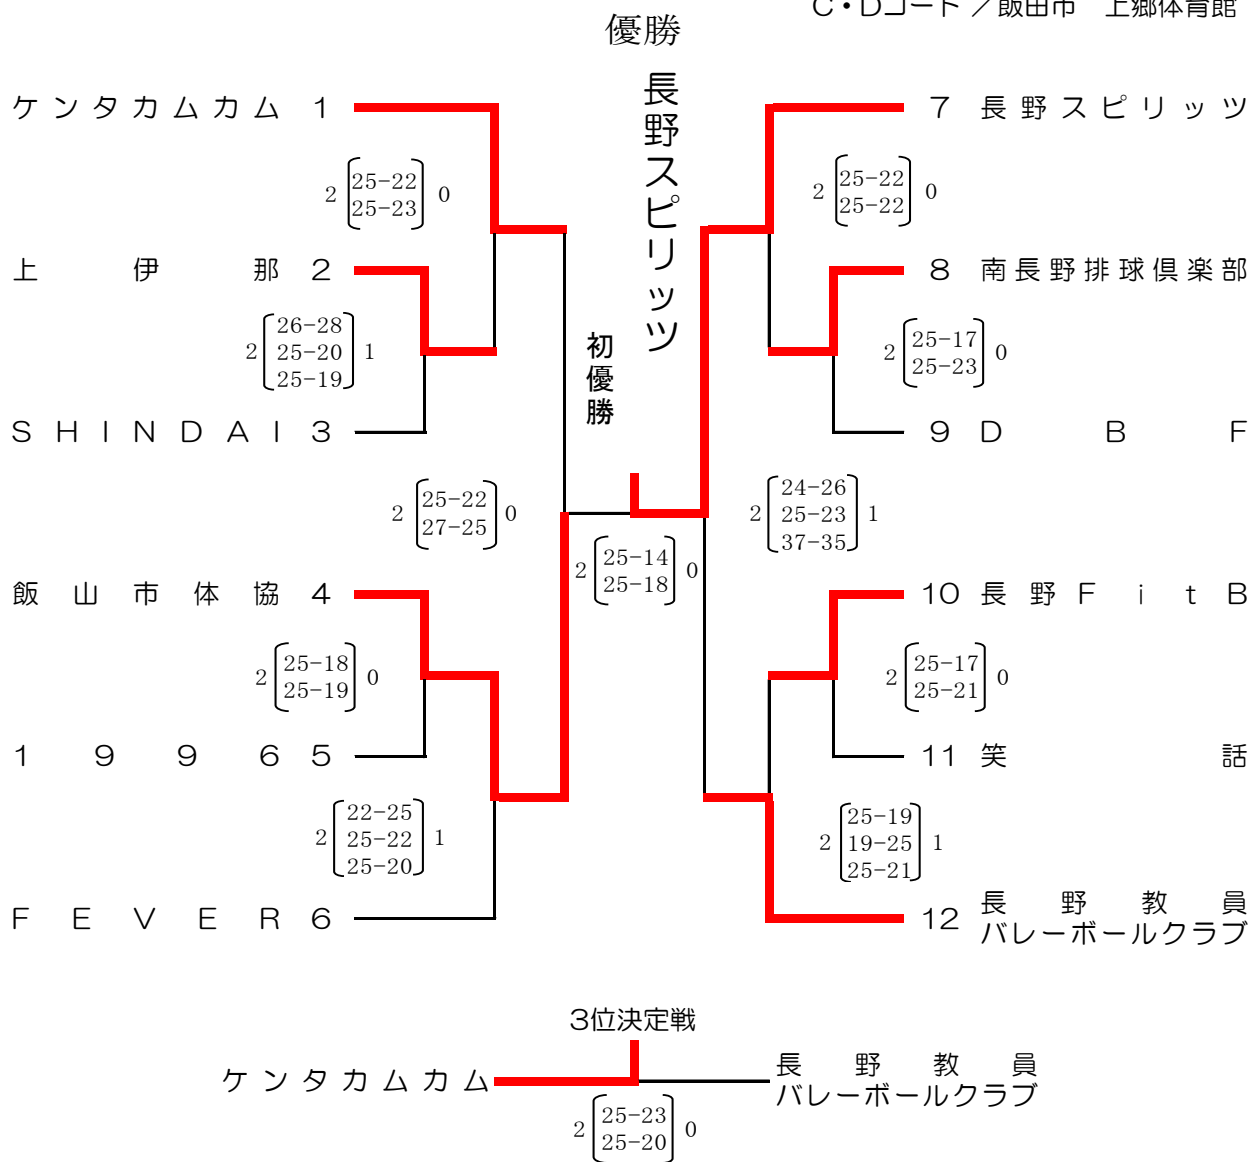 C・Dコート ／飯田市　上郷体育館
優勝
長野スピリッツ
初優勝
ケンタカムカム 1
7 長野スピリッツ
2 25-22 0
25-23
2 25-22 0
25-22
上伊那 2
8 南長野排球倶楽部
26-28
2 25-20 1
25-19
2 25-17 0
25-23
SHINDAI 3
9 DBF
2 25-22 0
27-25
24-26
2 25-23 1
37-35
2 25-14 0
25-18
飯山市体協 4
10 長野FitB
2 25-18 0
25-19
2 25-17 0
25-21
1996 5
11 笑話
22-25
2 25-22 1
25-20
25-19
2 19-25 1
25-21
FEVER 6
12 長野教員
バレーボールクラブ
3位決定戦
ケンタカムカム
長野教員
バレーボールクラブ
2 25-23 0
25-20